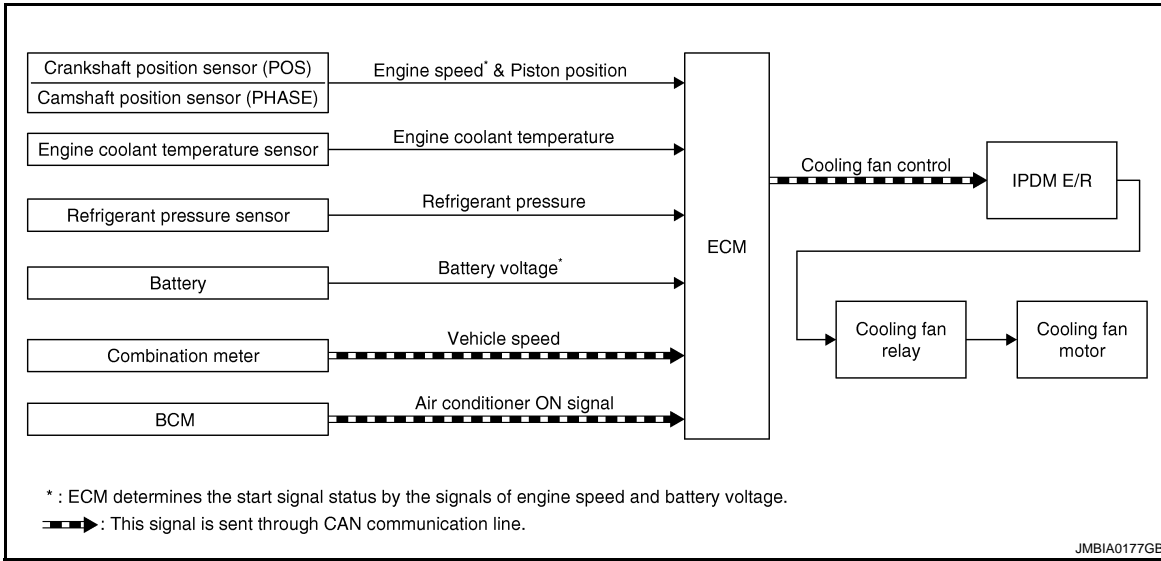 Crankshaft position sensor (POS)
Camshaft position sensor (PHASE)
Engine speed* & Piston position
Engine coolant temperature sensor
Engine coolant temperature
Refrigerant pressure sensor
Refrigerant pressure
Battery
Battery voltage*
Combination meter
Vehicle speed
BCM
Air conditioner ON signal
ECM
Cooling fan control
IPDM E/R
Cooling fan
relay
Cooling fan
motor
* : ECM determines the start signal status by the signals of engine speed and battery voltage.
: This signal is sent through CAN communication line.
JMBIA0177GB